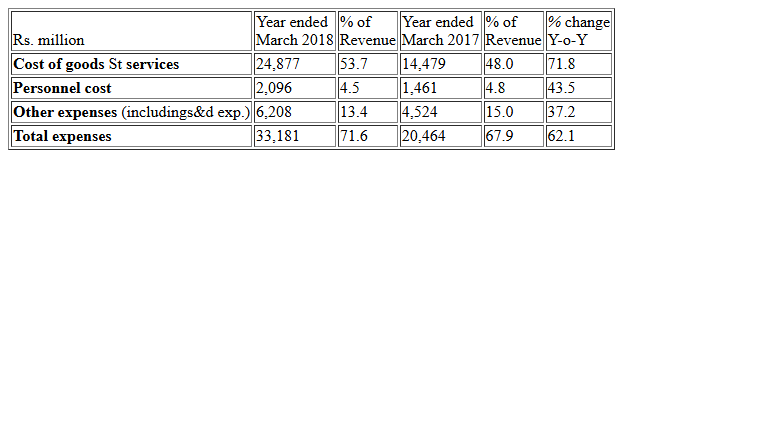 Rs. million Year ended March 2018 % of Revenue Year ended March 2017 % of Revenue % change Y-o-Y
Cost of goods St services 24,877 53.7 14,479 48.0 71.8
Personnel cost 2,096 4.5 1,461 4.8 43.5
Other expenses (includings&d exp.) 6,208 13.4 4,524 15.0 37.2
Total expenses 33,181 71.6 20,464 67.9 62.1